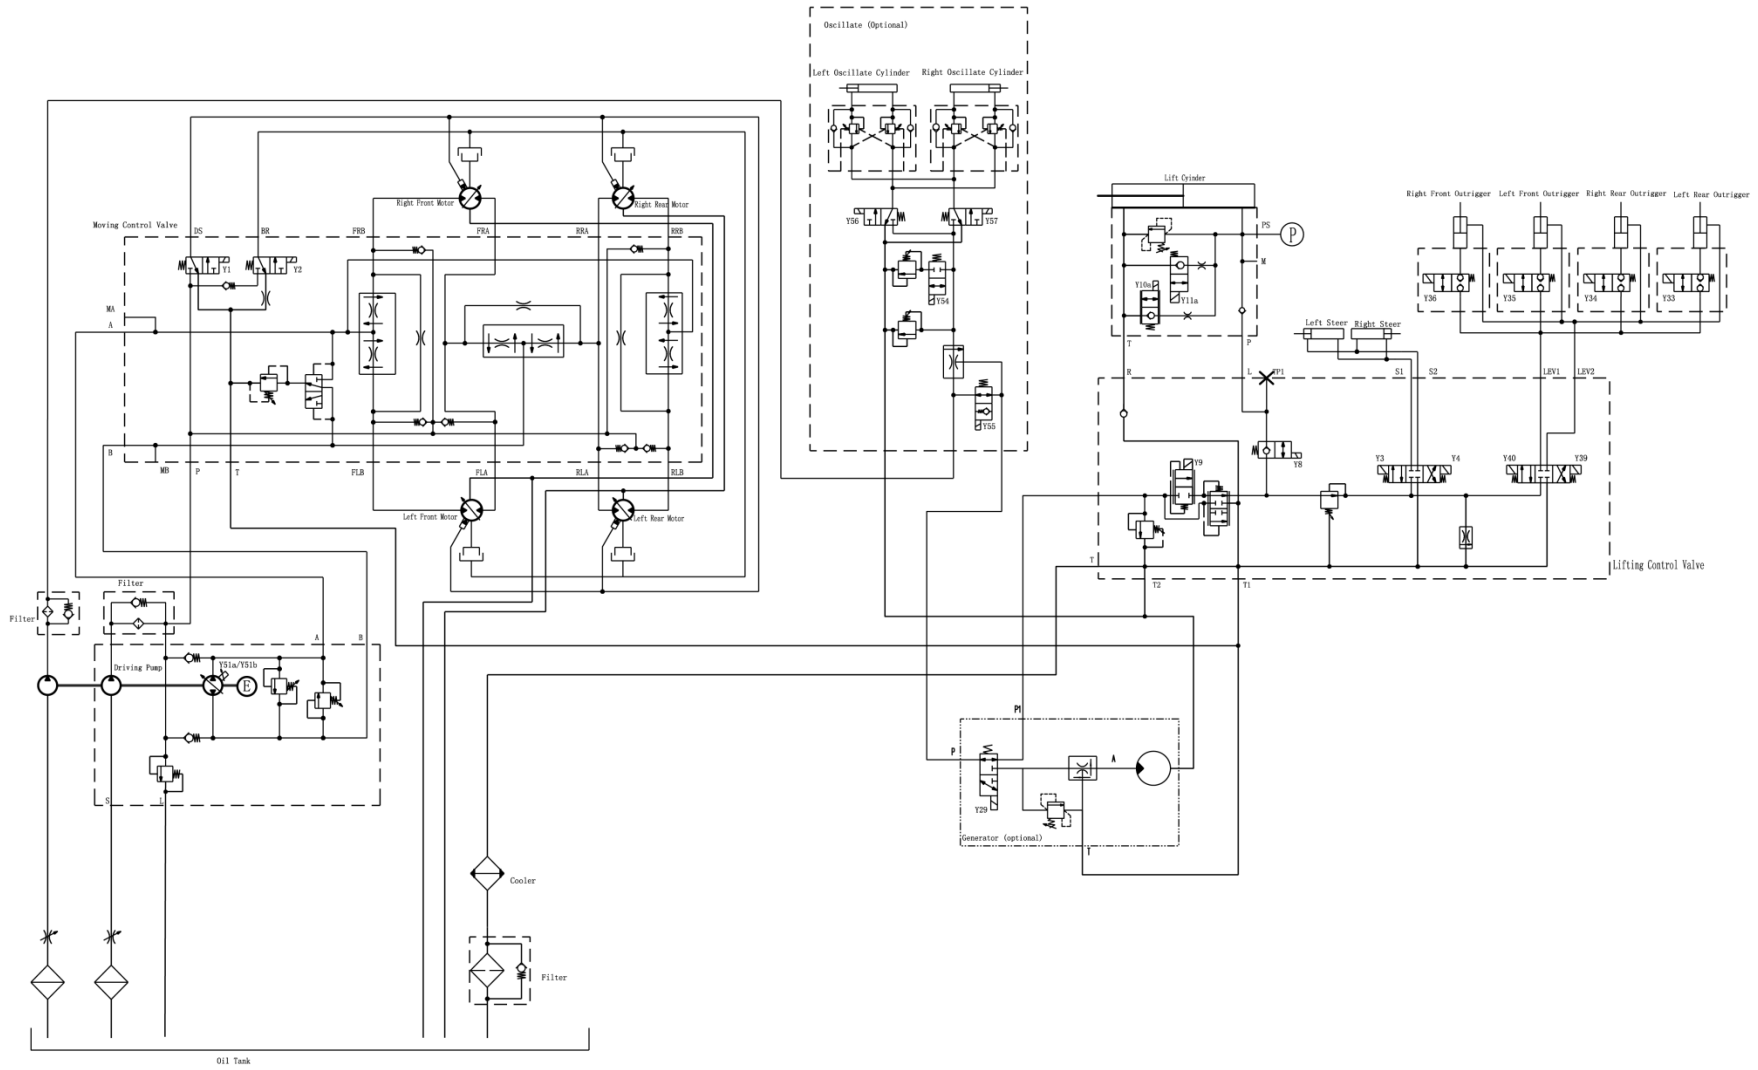 Oscillate (Optional)
Left Oscillate Cylinder
Right Oscillate Cylinder
Y56
Y57
Y54
Y55
Lift Cyinder
PS
P
M
Y10a
Y11a
T
P
Right Front Outrigger
Left Front Outrigger
Right Rear Outrigger
Left Rear Outrigger
Y36
Y35
Y34
Y33
Left Steer
Right Steer
R
L
TP1
S1
S2
LEV1
LEV2
Y9
Y8
Y3
Y4
Y40
Y39
T
T2
T1
Lifting Control Valve
Right Front Motor
Right Rear Motor
Moving Control Valve
DS
BR
FRB
FRA
RRA
RRB
Y1
Y2
MA
A
B
MB
P
T
FLB
FLA
RLA
RLB
Left Front Motor
Left Rear Motor
Filter
Filter
A
B
Driving Pump
Y51a/Y51b
E
S
L
P1
P
A
Y29
Generator (optional)
T
Cooler
Filter
Oil Tank